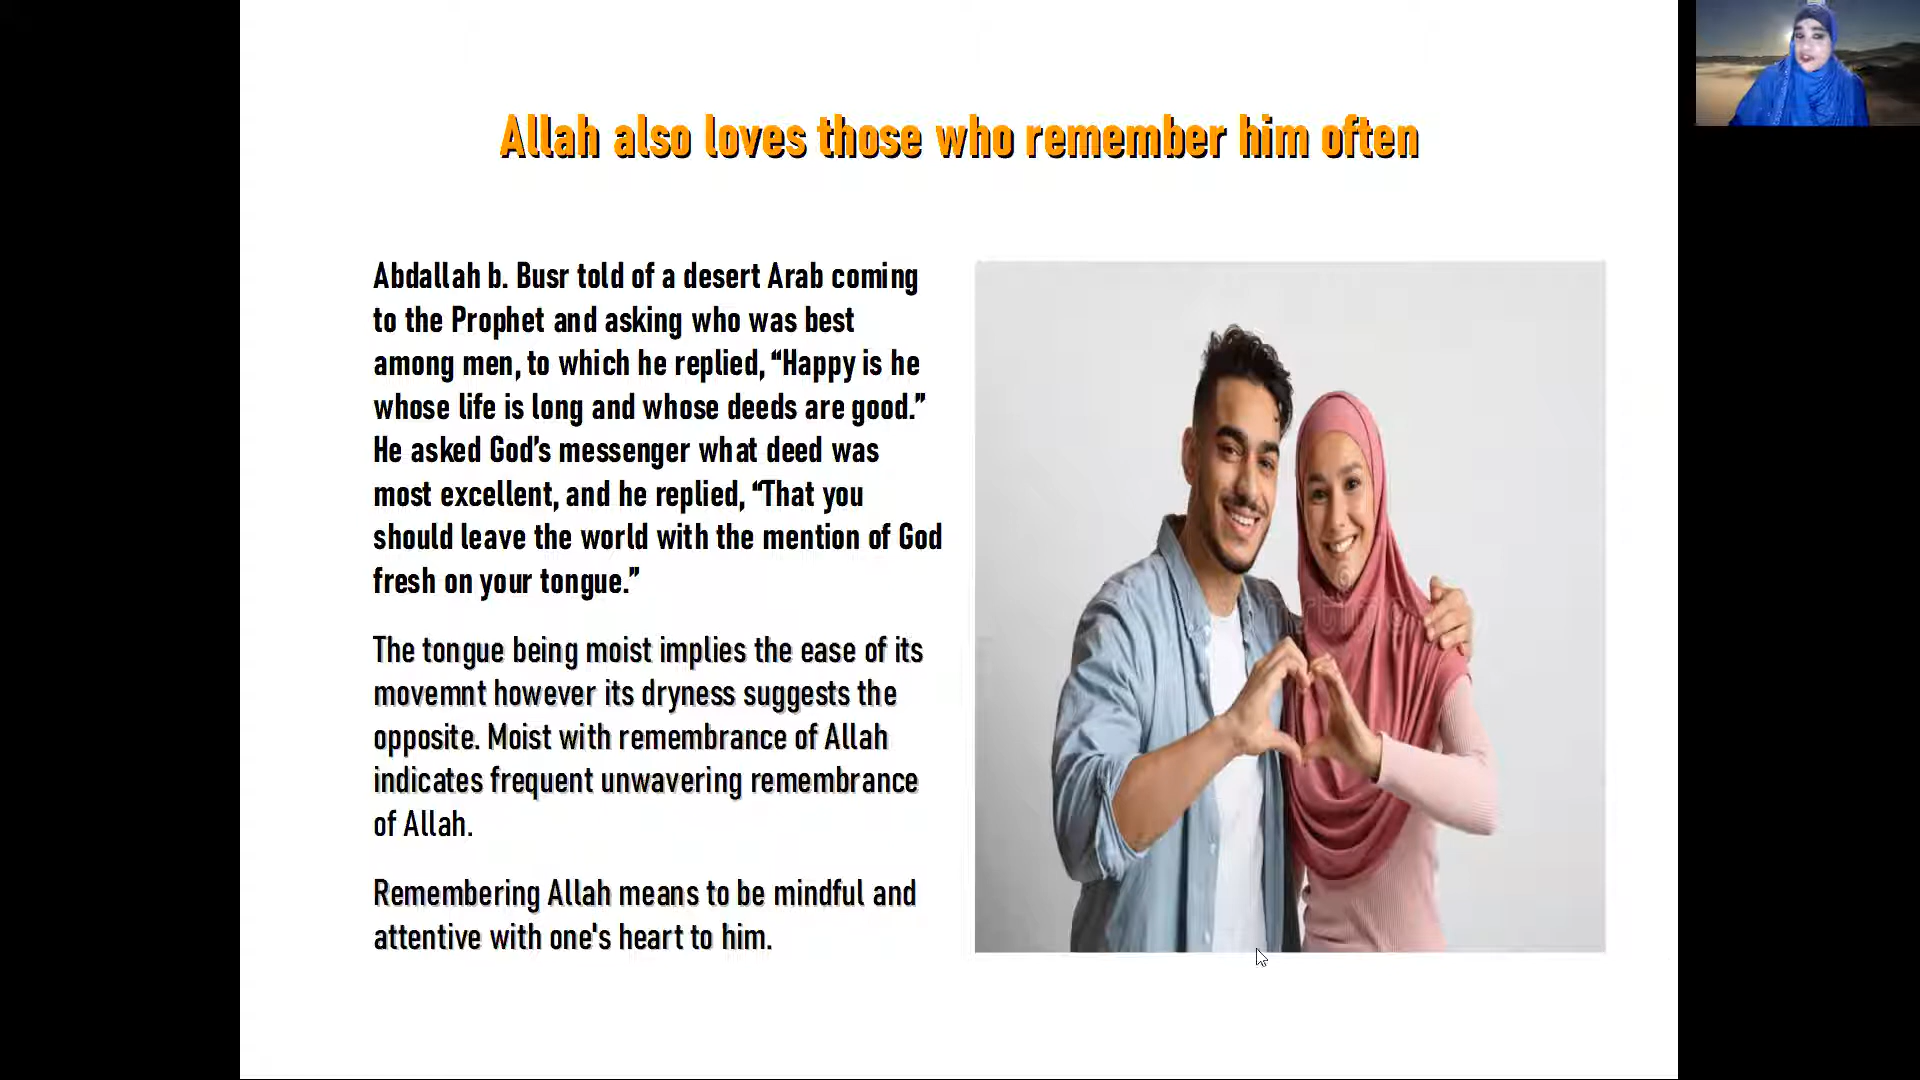 Allah also loves those who remember him often
Abdallah b. Busr told of a desert Arab coming
to the Prophet and asking who was best
among men, to which he replied, “Happy is he
whose life is long and whose deeds are good.”
He asked God’s messenger what deed was
most excellent, and he replied, “That you
should leave the world with the mention of God
fresh on your tongue.”
The tongue being moist implies the ease of its
movemnt however its dryness suggests the
opposite. Moist with remembrance of Allah
indicates frequent unwavering remembrance
of Allah.
Remembering Allah means to be mindful and
attentive with one's heart to him.